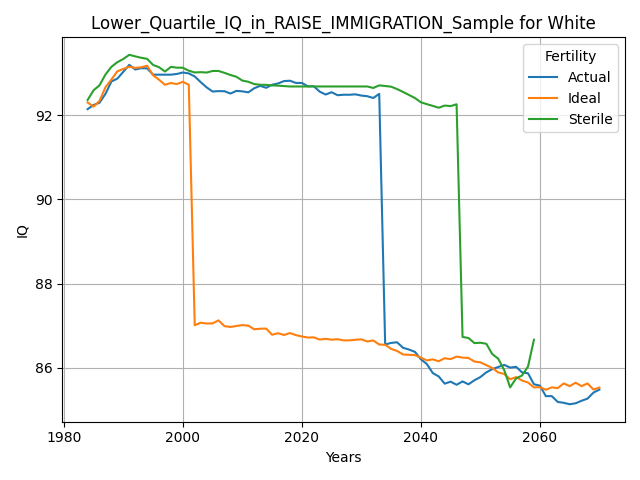 Lower_Quartile_IQ_in_RAISE_IMMIGRATION_Sample for White
Fertility
Actual
Ideal
Sterile
IQ
92
90
88
86
1980
2000
2020
2040
2060
Years